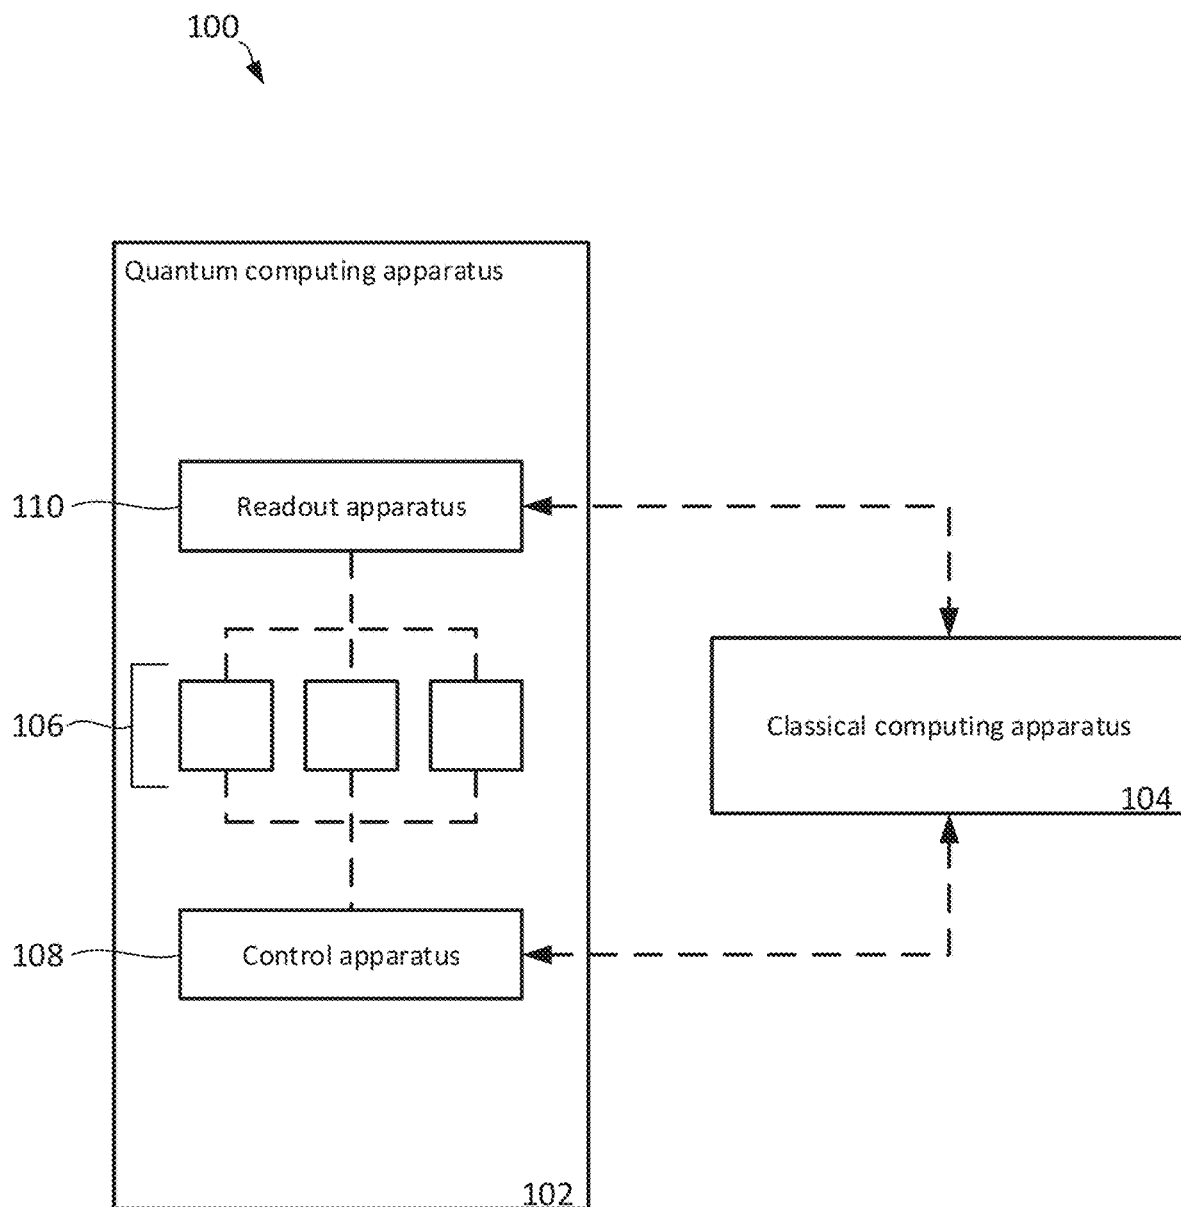 100
Quantum computing apparatus
110
Readout apparatus
106
Classical computing apparatus
104
108
Control apparatus
102